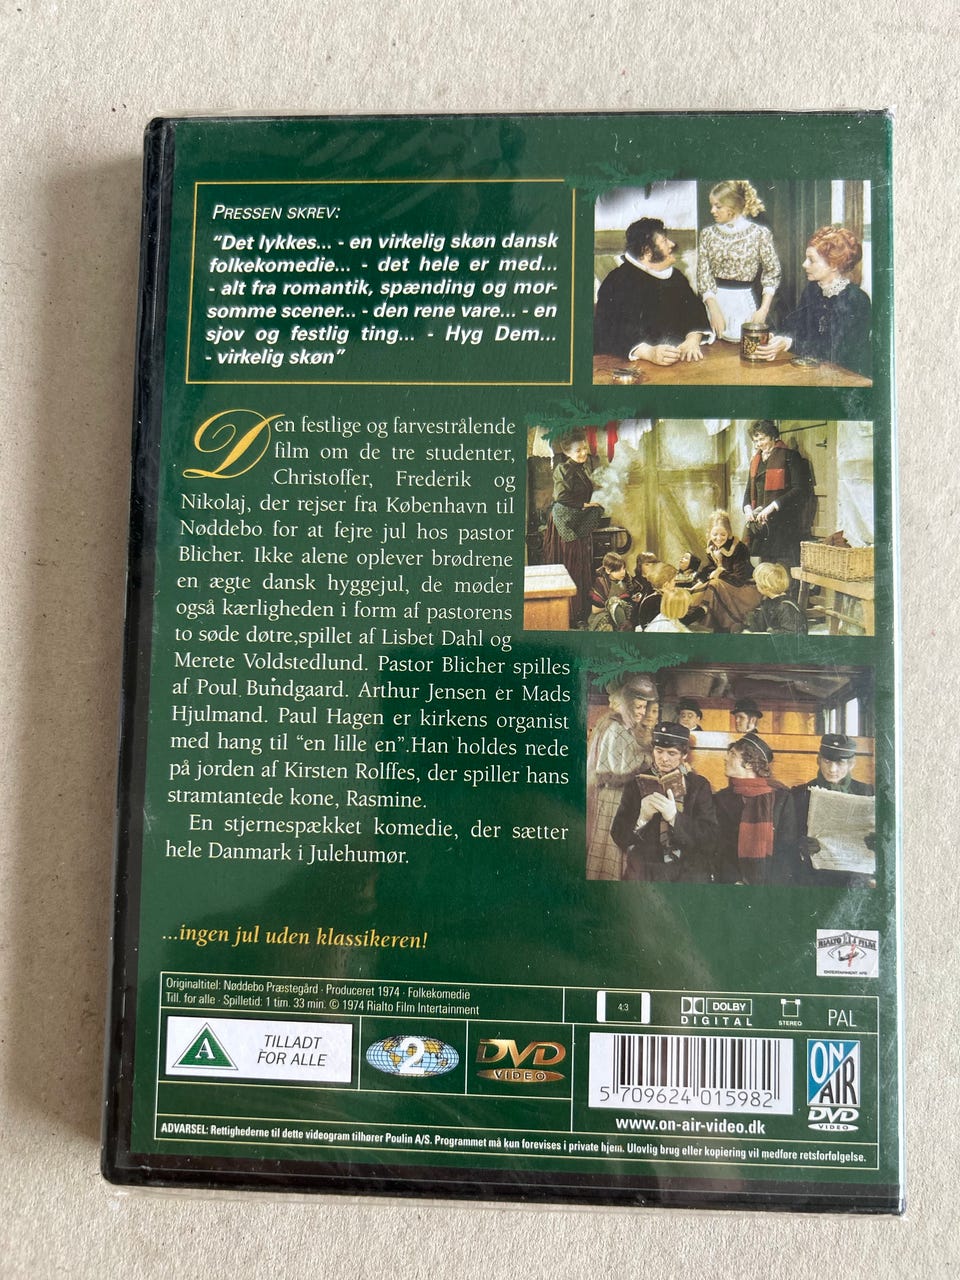 PRESSEN SKREV:
"Det lykkes... - en virkelig skøn dansk
folkekomedie... - det hele er med...
- alt fra romantik, spænding og mor-
somme scener... - den rene vare... - en
sjov og festlig ting... - Hyg Dem...
- virkelig skøn"
Den festlige og farvestrålende
film om de tre studenter,
Christoffer, Frederik og
Nikolaj, der rejser fra København til
Nøddebo for at fejre jul hos pastor
Blicher. Ikke alene oplever brødrene
en ægte dansk hyggejul, de møder
også kærligheden i form af pastorens
to søde døtre,spillet af Lisbet Dahl og
Merete Voldstedlund. Pastor Blicher spilles
af Poul Bundgaard. Arthur Jensen er Mads
Hjulmand. Paul Hagen er kirkens organist
med hang til "en lille en".Han holdes nede
på jorden af Kirsten Rolffes, der spiller hans
stramtantede kone, Rasmine.
En stjernespækket komedie, der sætter
hele Danmark i Julehumør.
...ingen jul uden klassikeren!
RIALTO FILM
ENTERTAINMENT APS
Originaltitel: Nøddebo Præstegård · Produceret 1974 · Folkekomedie
Till. for alle · Spilletid: 1 tim. 33 min. © 1974 Rialto Film Intertainment
4:3
DOLBY
DIGITAL
STEREO
PAL
A
TILLADT
FOR ALLE
2
DVD
VIDEO
5 709624 015982
www.on-air-video.dk
ON
AIR
DVD
VIDEO
ADVARSEL: Rettighederne til dette videogram tilhører Poulin A/S. Programmet må kun forevises i private hjem. Ulovlig brug eller kopiering vil medføre retsforfølgelse.